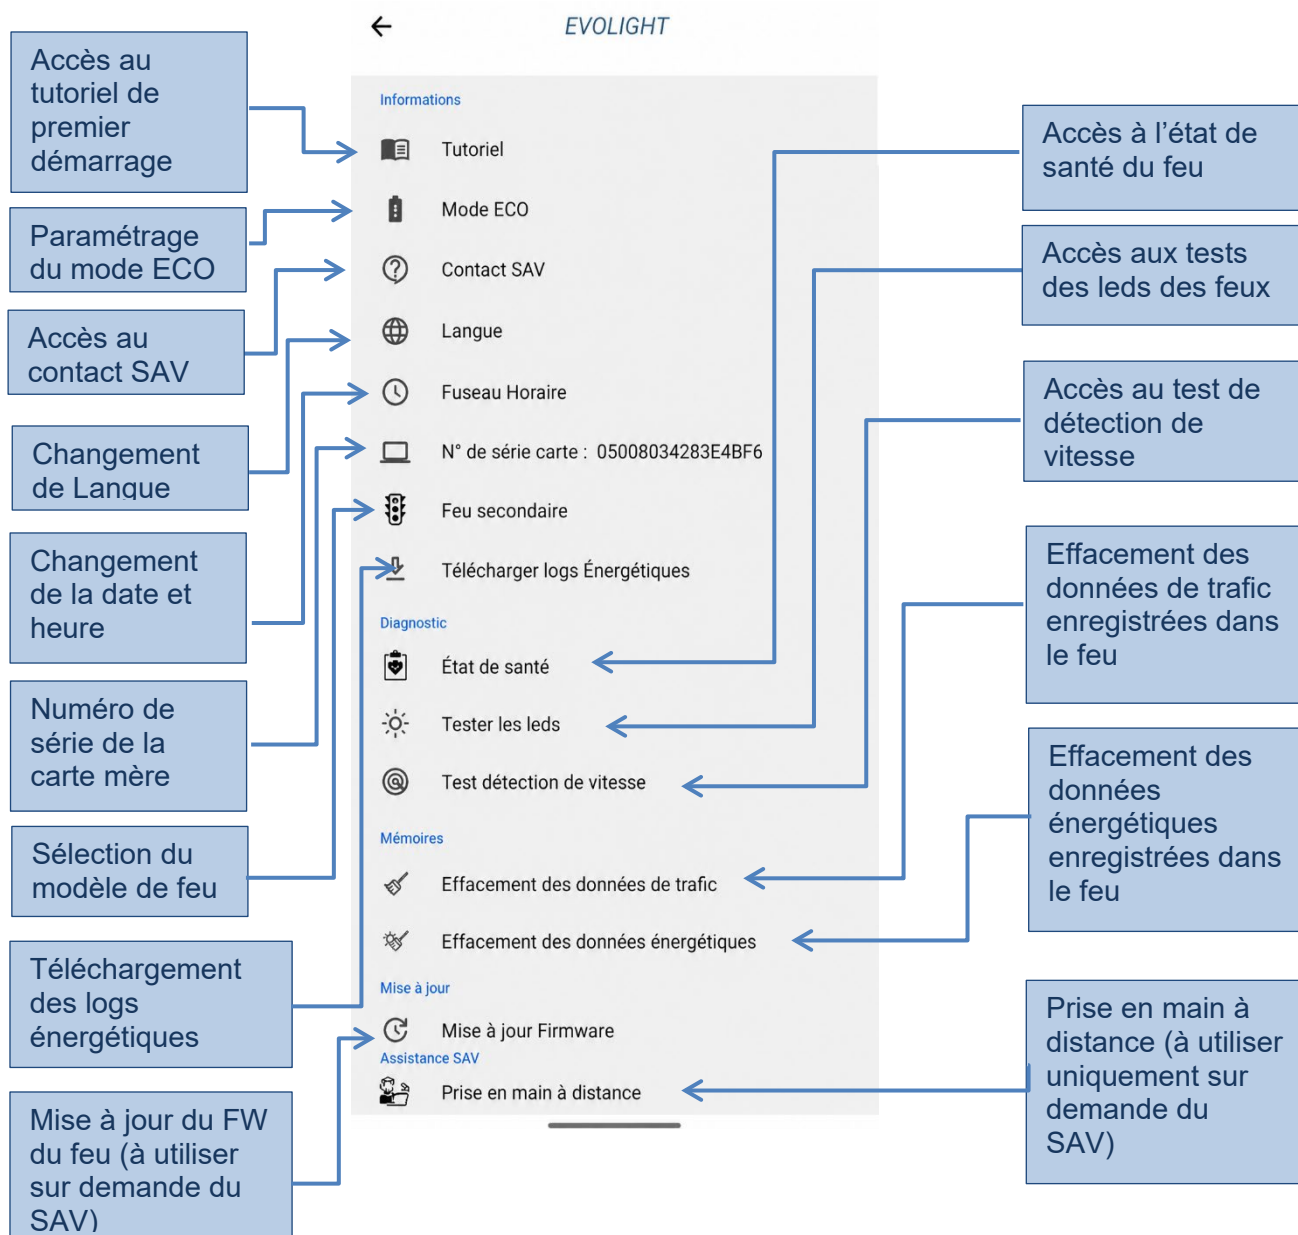 EVOLIGHT
Accès au
tutoriel de
premier
démarrage
Paramétrage
du mode ECO
Accès au
contact SAV
Changement
de Langue
Changement
de la date et
heure
Numéro de
série de la
carte mère
Sélection du
modèle de feu
Téléchargement
des logs
énergétiques
Mise à jour du FW
du feu (à utiliser
sur demande du
SAV)
Informations
Tutoriel
Mode ECO
Contact SAV
Langue
Fuseau Horaire
N° de série carte : 05008034283E4BF6
Feu secondaire
Télécharger logs Énergétiques
Diagnostic
État de santé
Tester les leds
Test détection de vitesse
Mémoires
Effacement des données de trafic
Effacement des données énergétiques
Mise à jour
Mise à jour Firmware
Assistance SAV
Prise en main à distance
Accès à l’état de
santé du feu
Accès aux tests
des leds des feux
Accès au test de
détection de
vitesse
Effacement des
données de trafic
enregistrées dans
le feu
Effacement des
données
énergétiques
enregistrées dans
le feu
Prise en main à
distance (à utiliser
uniquement sur
demande du
SAV)